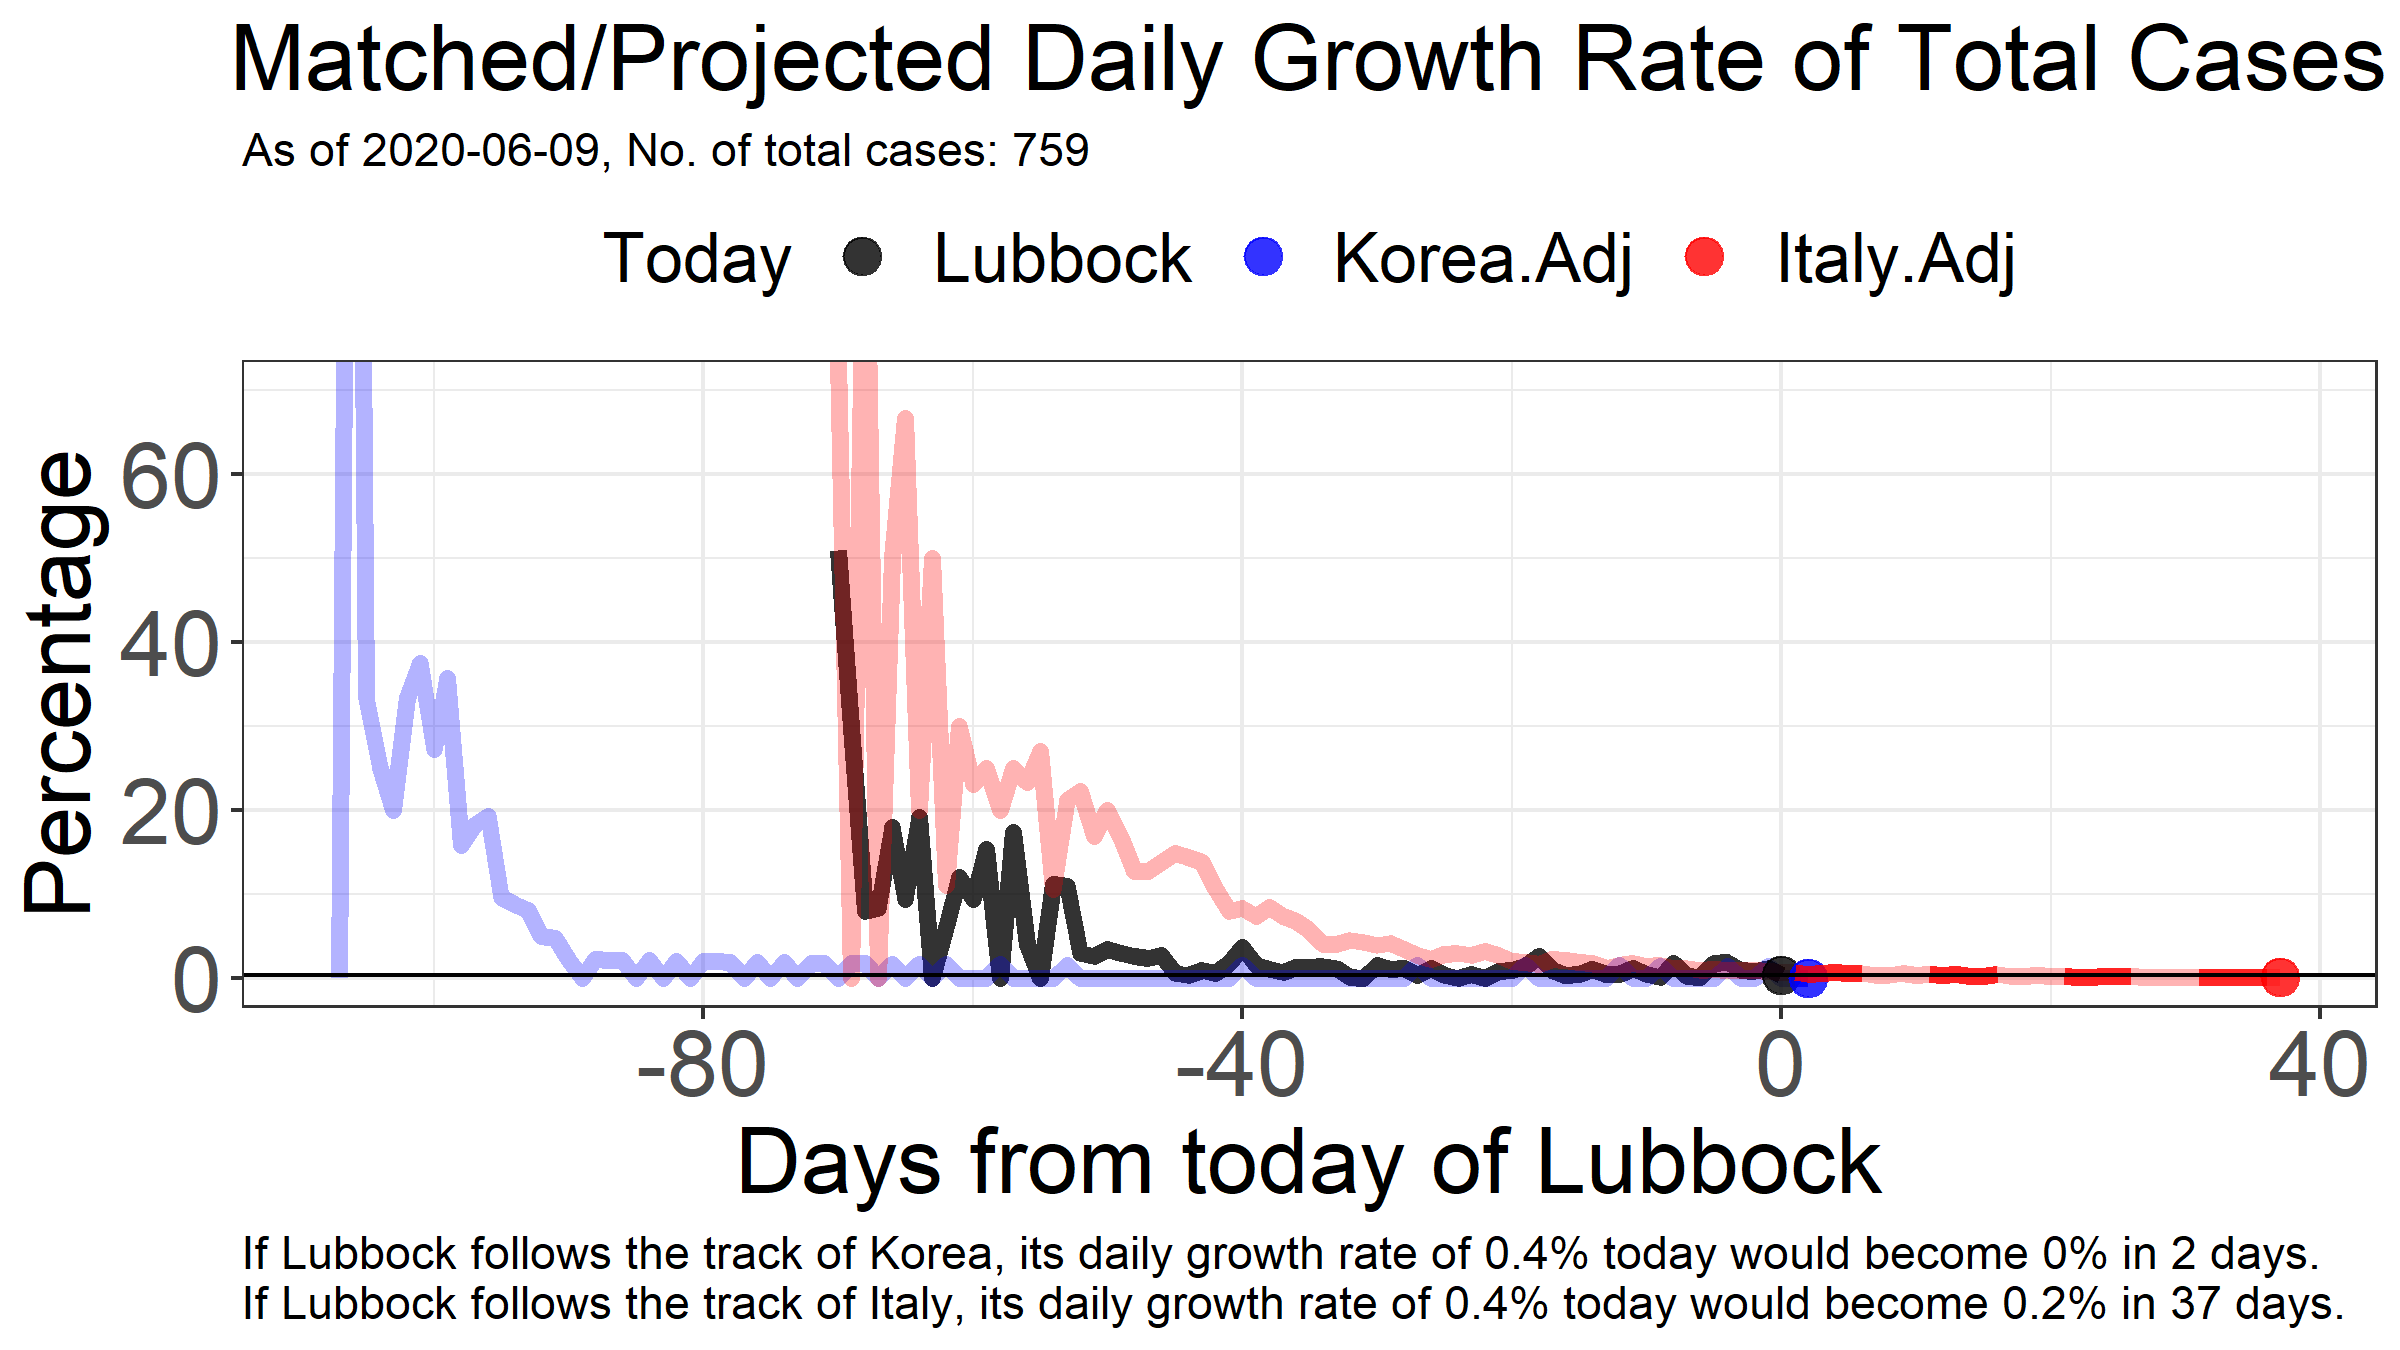 Matched/Projected Daily Growth Rate of Total Cases
As of 2020-06-09, No. of total cases: 759
Today Lubbock Korea.Adj Italy.Adj
Percentage
60
40
20
0
-80 -40 0 40
Days from today of Lubbock
If Lubbock follows the track of Korea, its daily growth rate of 0.4% today would become 0% in 2 days.
If Lubbock follows the track of Italy, its daily growth rate of 0.4% today would become 0.2% in 37 days.